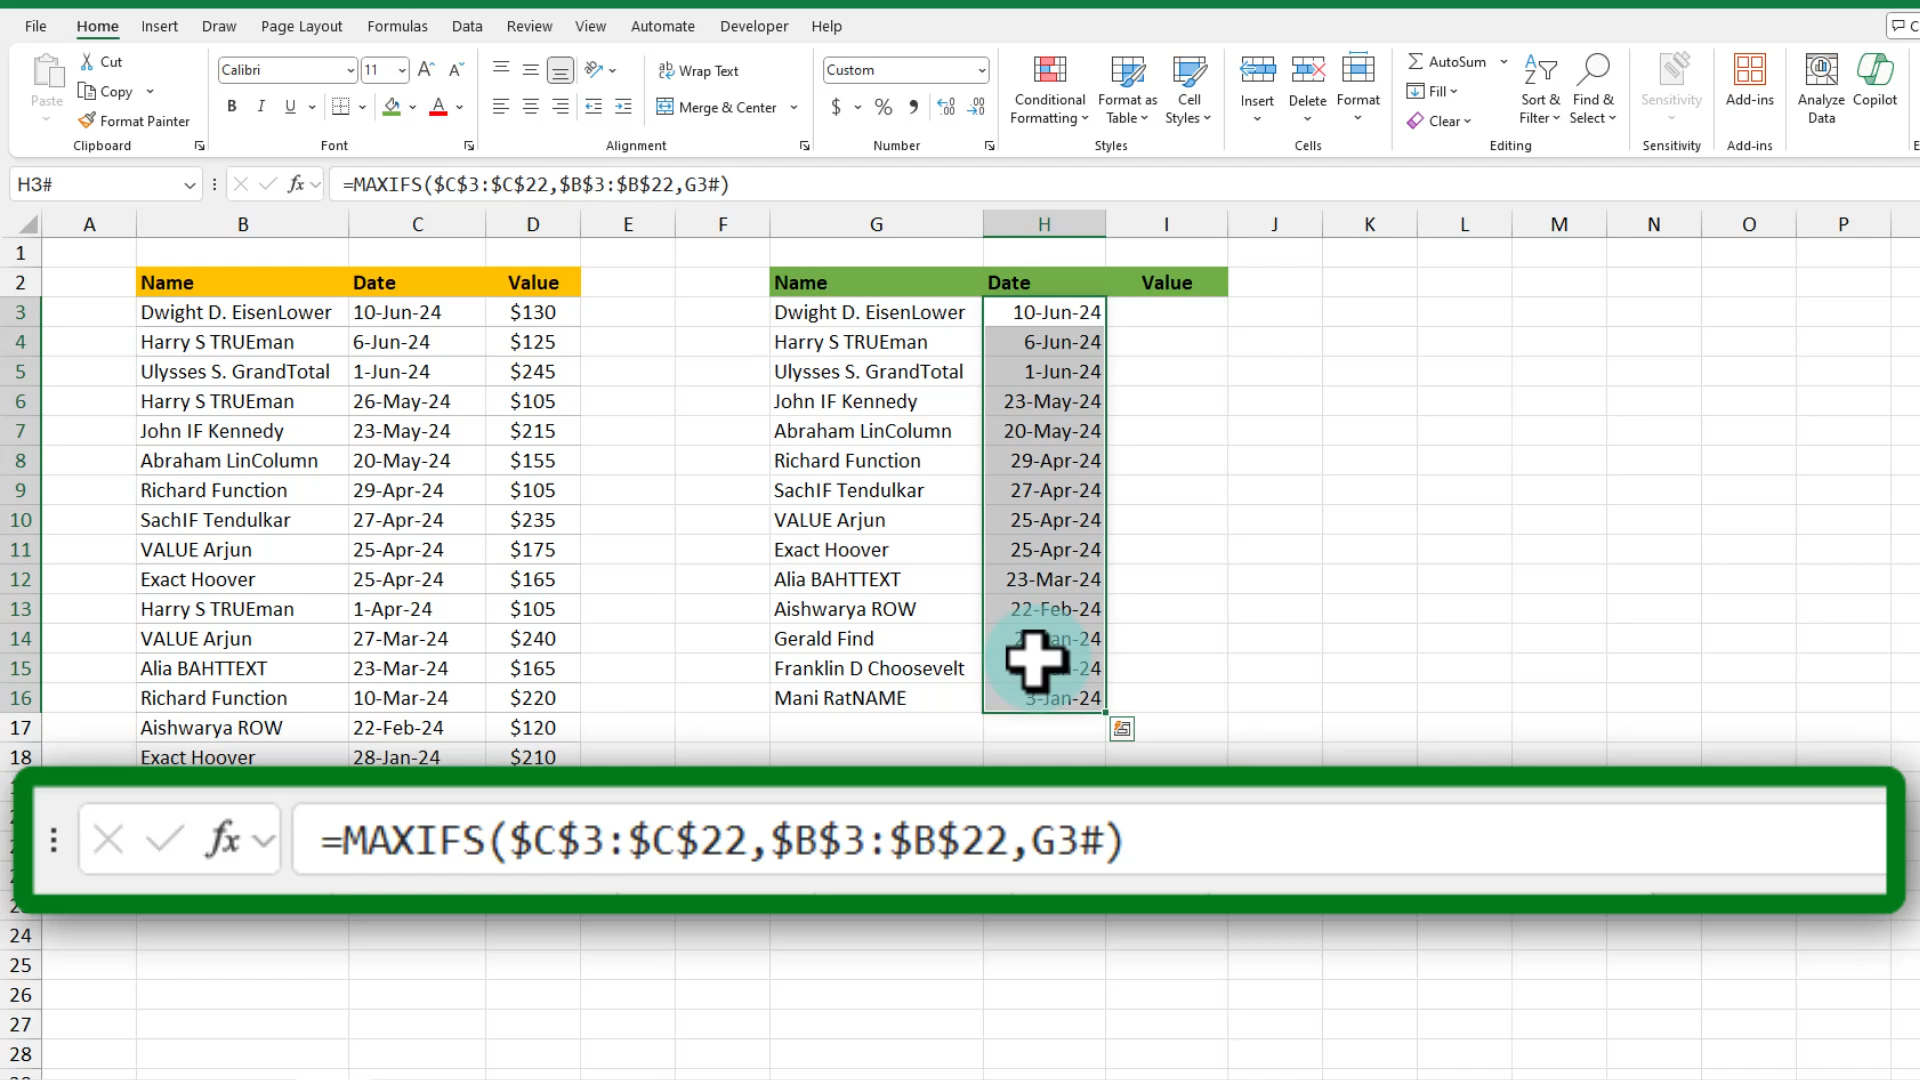 File Home Insert Draw Page Layout Formulas Data Review View Automate Developer Help
Paste Cut Copy Format Painter Clipboard
Calibri 11 B I U A A A Font
Wrap Text Merge & Center Alignment
Custom $ % 9 Number
Conditional Formatting Format as Table Cell Styles Styles
Insert Delete Format Cells
AutoSum Fill Clear Sort & Filter Find & Select Editing
Sensitivity Sensitivity
Add-ins Add-ins
Analyze Data Copilot
H3# fx =MAXIFS($C$3:$C$22,$B$3:$B$22,G3#)
A B C D E F G H I J K L M N O P
1
2 Name Date Value Name Date Value
3 Dwight D. EisenLower 10-Jun-24 $130 Dwight D. EisenLower 10-Jun-24
4 Harry S TRUEman 6-Jun-24 $125 Harry S TRUEman 6-Jun-24
5 Ulysses S. GrandTotal 1-Jun-24 $245 Ulysses S. GrandTotal 1-Jun-24
6 Harry S TRUEman 26-May-24 $105 John IF Kennedy 23-May-24
7 John IF Kennedy 23-May-24 $215 Abraham LinColumn 20-May-24
8 Abraham LinColumn 20-May-24 $155 Richard Function 29-Apr-24
9 Richard Function 29-Apr-24 $105 SachIF Tendulkar 27-Apr-24
10 SachIF Tendulkar 27-Apr-24 $235 VALUE Arjun 25-Apr-24
11 VALUE Arjun 25-Apr-24 $175 Exact Hoover 25-Apr-24
12 Exact Hoover 25-Apr-24 $165 Alia BAHTTEXT 23-Mar-24
13 Harry S TRUEman 1-Apr-24 $105 Aishwarya ROW 22-Feb-24
14 VALUE Arjun 27-Mar-24 $240 Gerald Find
15 Alia BAHTTEXT 23-Mar-24 $165 Franklin D Choosevelt
16 Richard Function 10-Mar-24 $220 Mani RatNAME 3-Jan-24
17 Aishwarya ROW 22-Feb-24 $120
18 Exact Hoover 28-Jan-24 $210
fx =MAXIFS($C$3:$C$22,$B$3:$B$22,G3#)
24
25
26
27
28